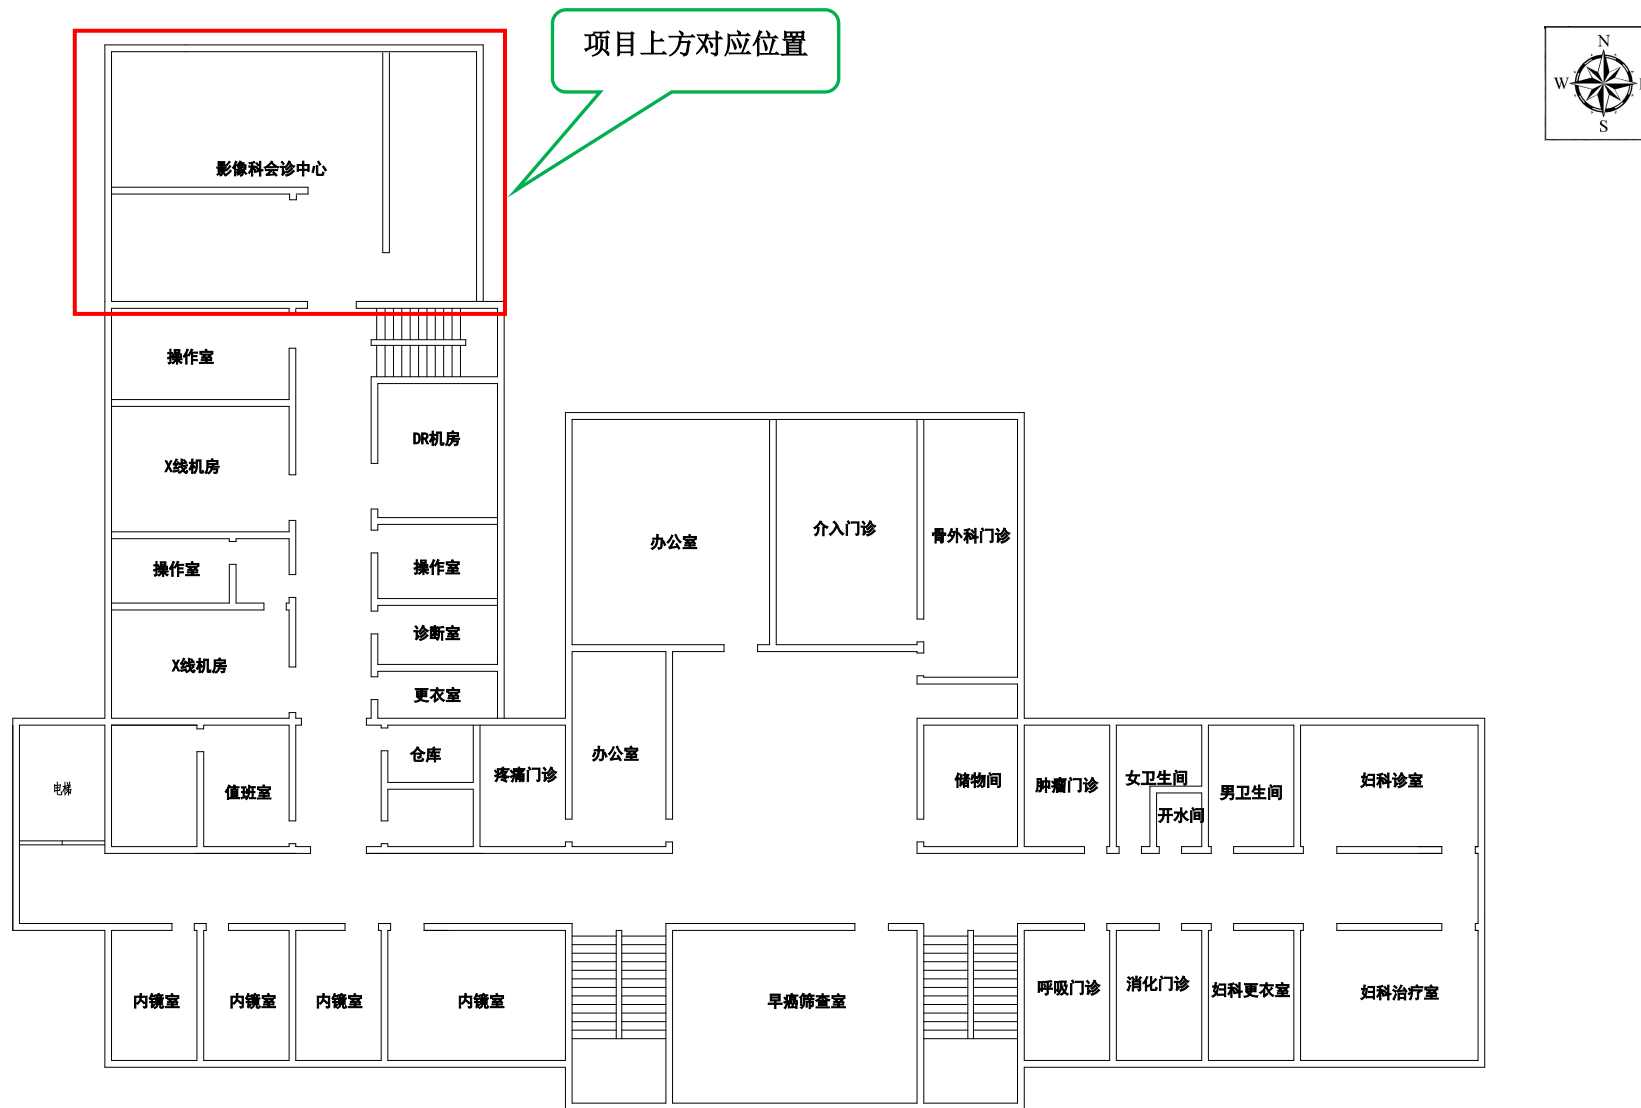 项目上方对应位置
N
W
S
影像科会诊中心
操作室
DR机房
X线机房
操作室
操作室
诊断室
X线机房
更衣室
办公室
介入门诊
骨外科门诊
电梯
值班室
仓库
疼痛门诊
办公室
储物间
肿瘤门诊
女卫生间
开水间
男卫生间
妇科诊室
内镜室
内镜室
内镜室
内镜室
早癌筛查室
呼吸门诊
消化门诊
妇科更衣室
妇科治疗室